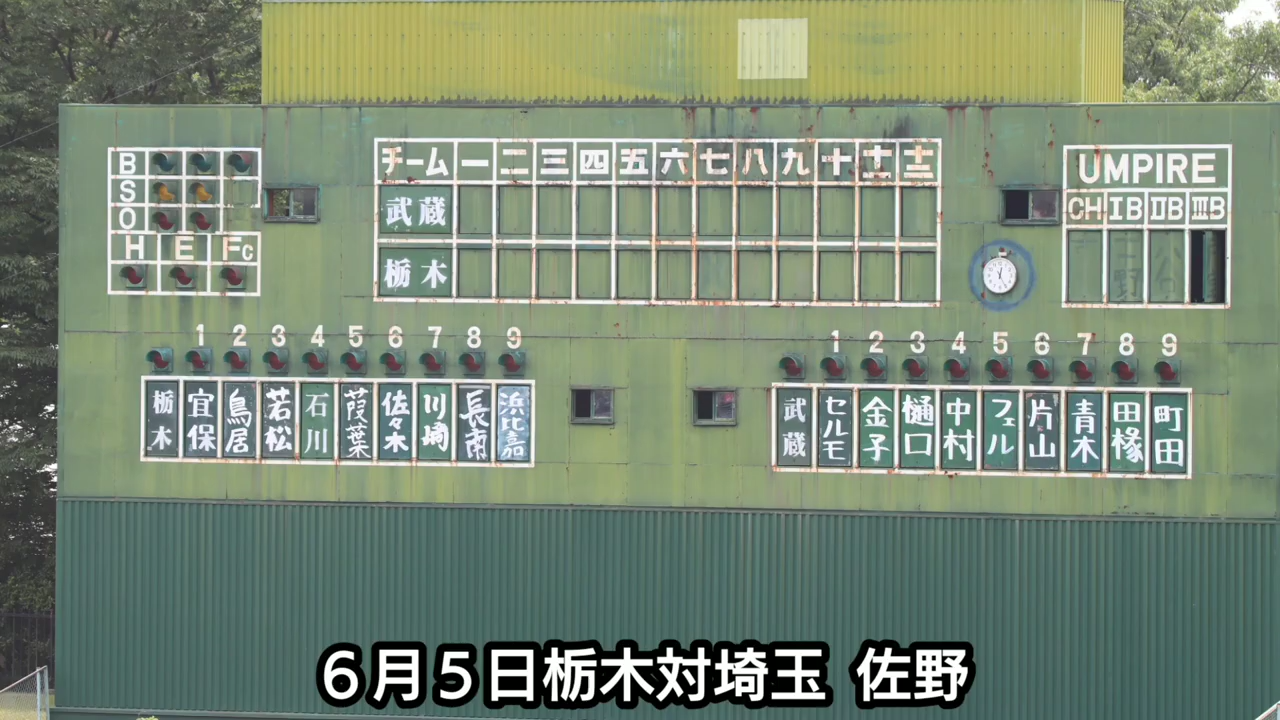 B
S
O
H E FC
チーム 一 二 三 四 五 六 七 八 九 十 十一 十二
武蔵
栃木
UMPIRE
CH IB ⅡB ⅢB
1 2 3 4 5 6 7 8 9
栃木 宜保 鳥居 若松 石川 葭葉 佐々木 川崎 長南 浜比嘉
1 2 3 4 5 6 7 8 9
武蔵 セルモ 金子 樋口 中村 フェル 片山 青木 田椽 町田
6月5日栃木対埼玉 佐野